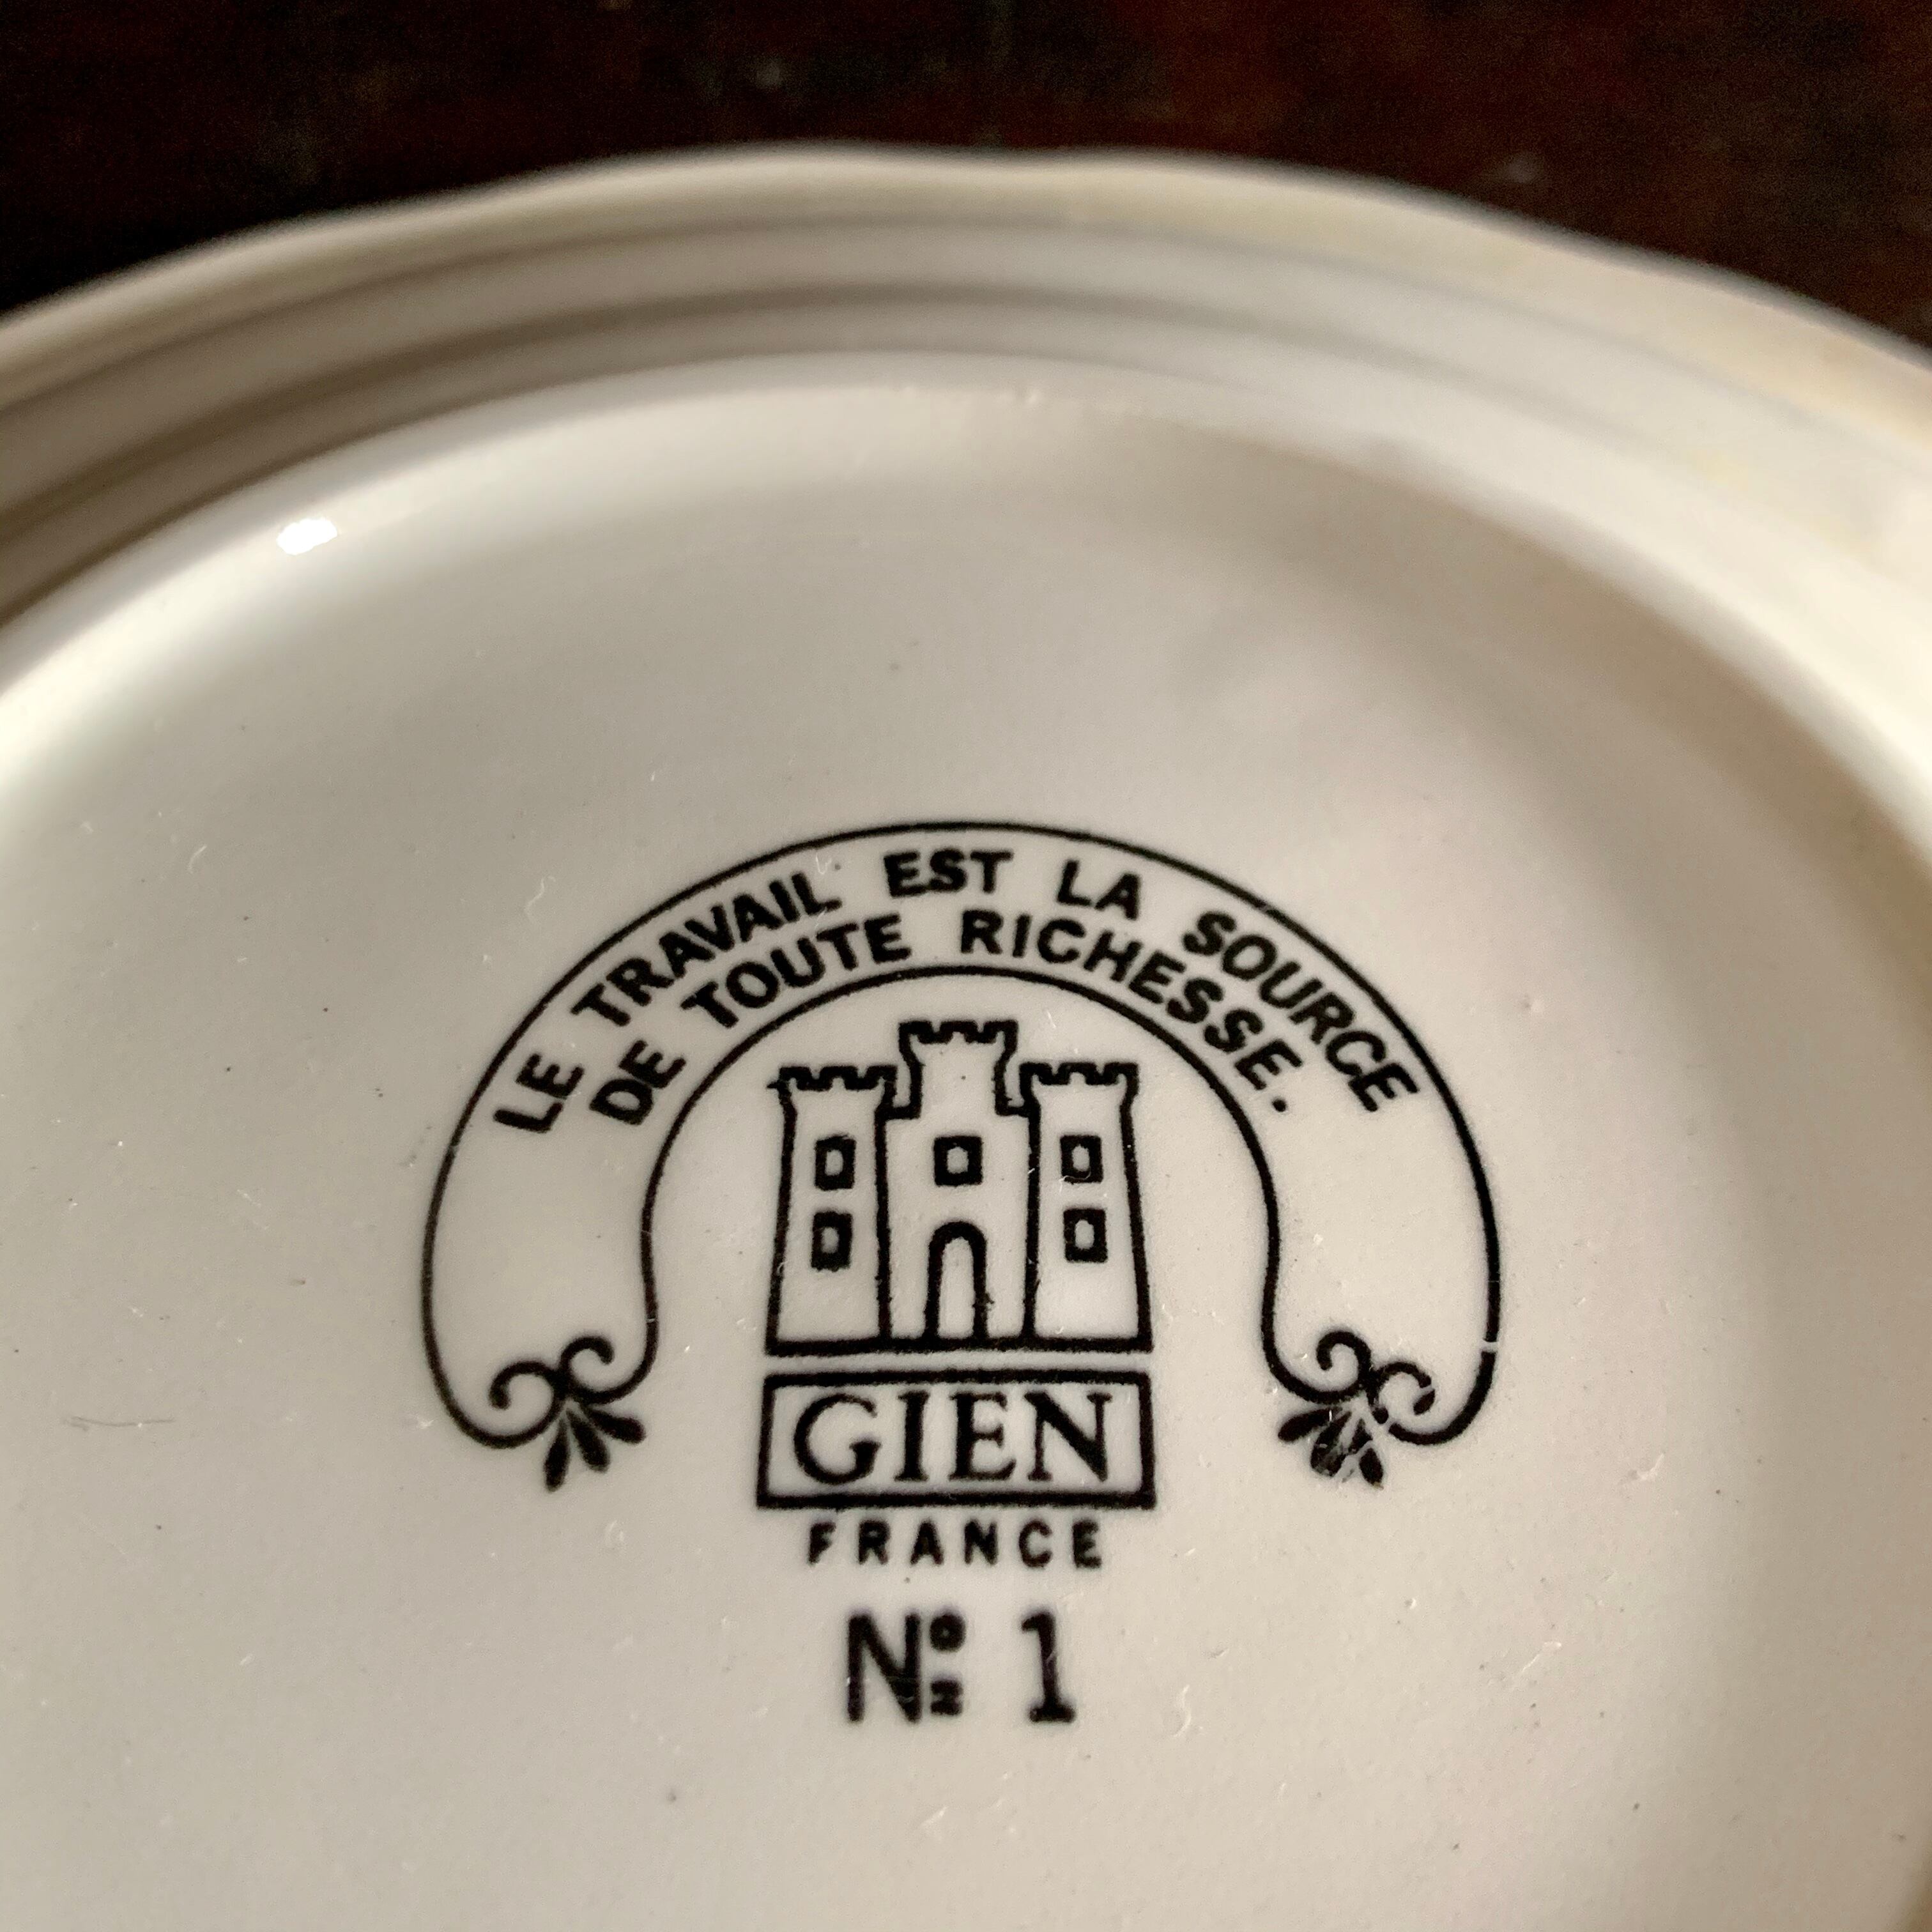 LE TRAVAIL EST LA SOURCE
DE TOUTE RICHESSE.
GIEN
FRANCE
Nº 1